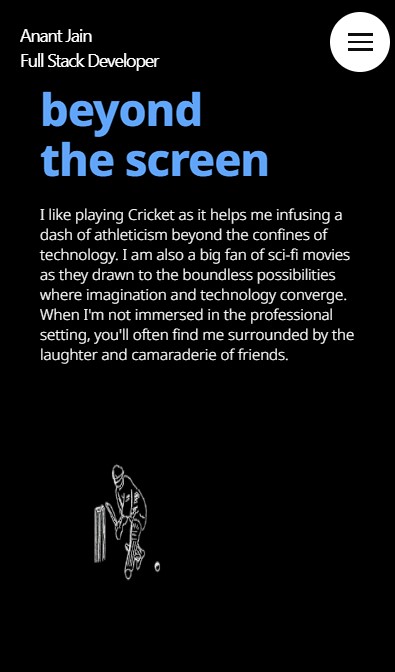 Anant Jain
Full Stack Developer
beyond
the screen
I like playing Cricket as it helps me infusing a
dash of athleticism beyond the confines of
technology. I am also a big fan of sci-fi movies
as they drawn to the boundless possibilities
where imagination and technology converge.
When I'm not immersed in the professional
setting, you'll often find me surrounded by the
laughter and camaraderie of friends.